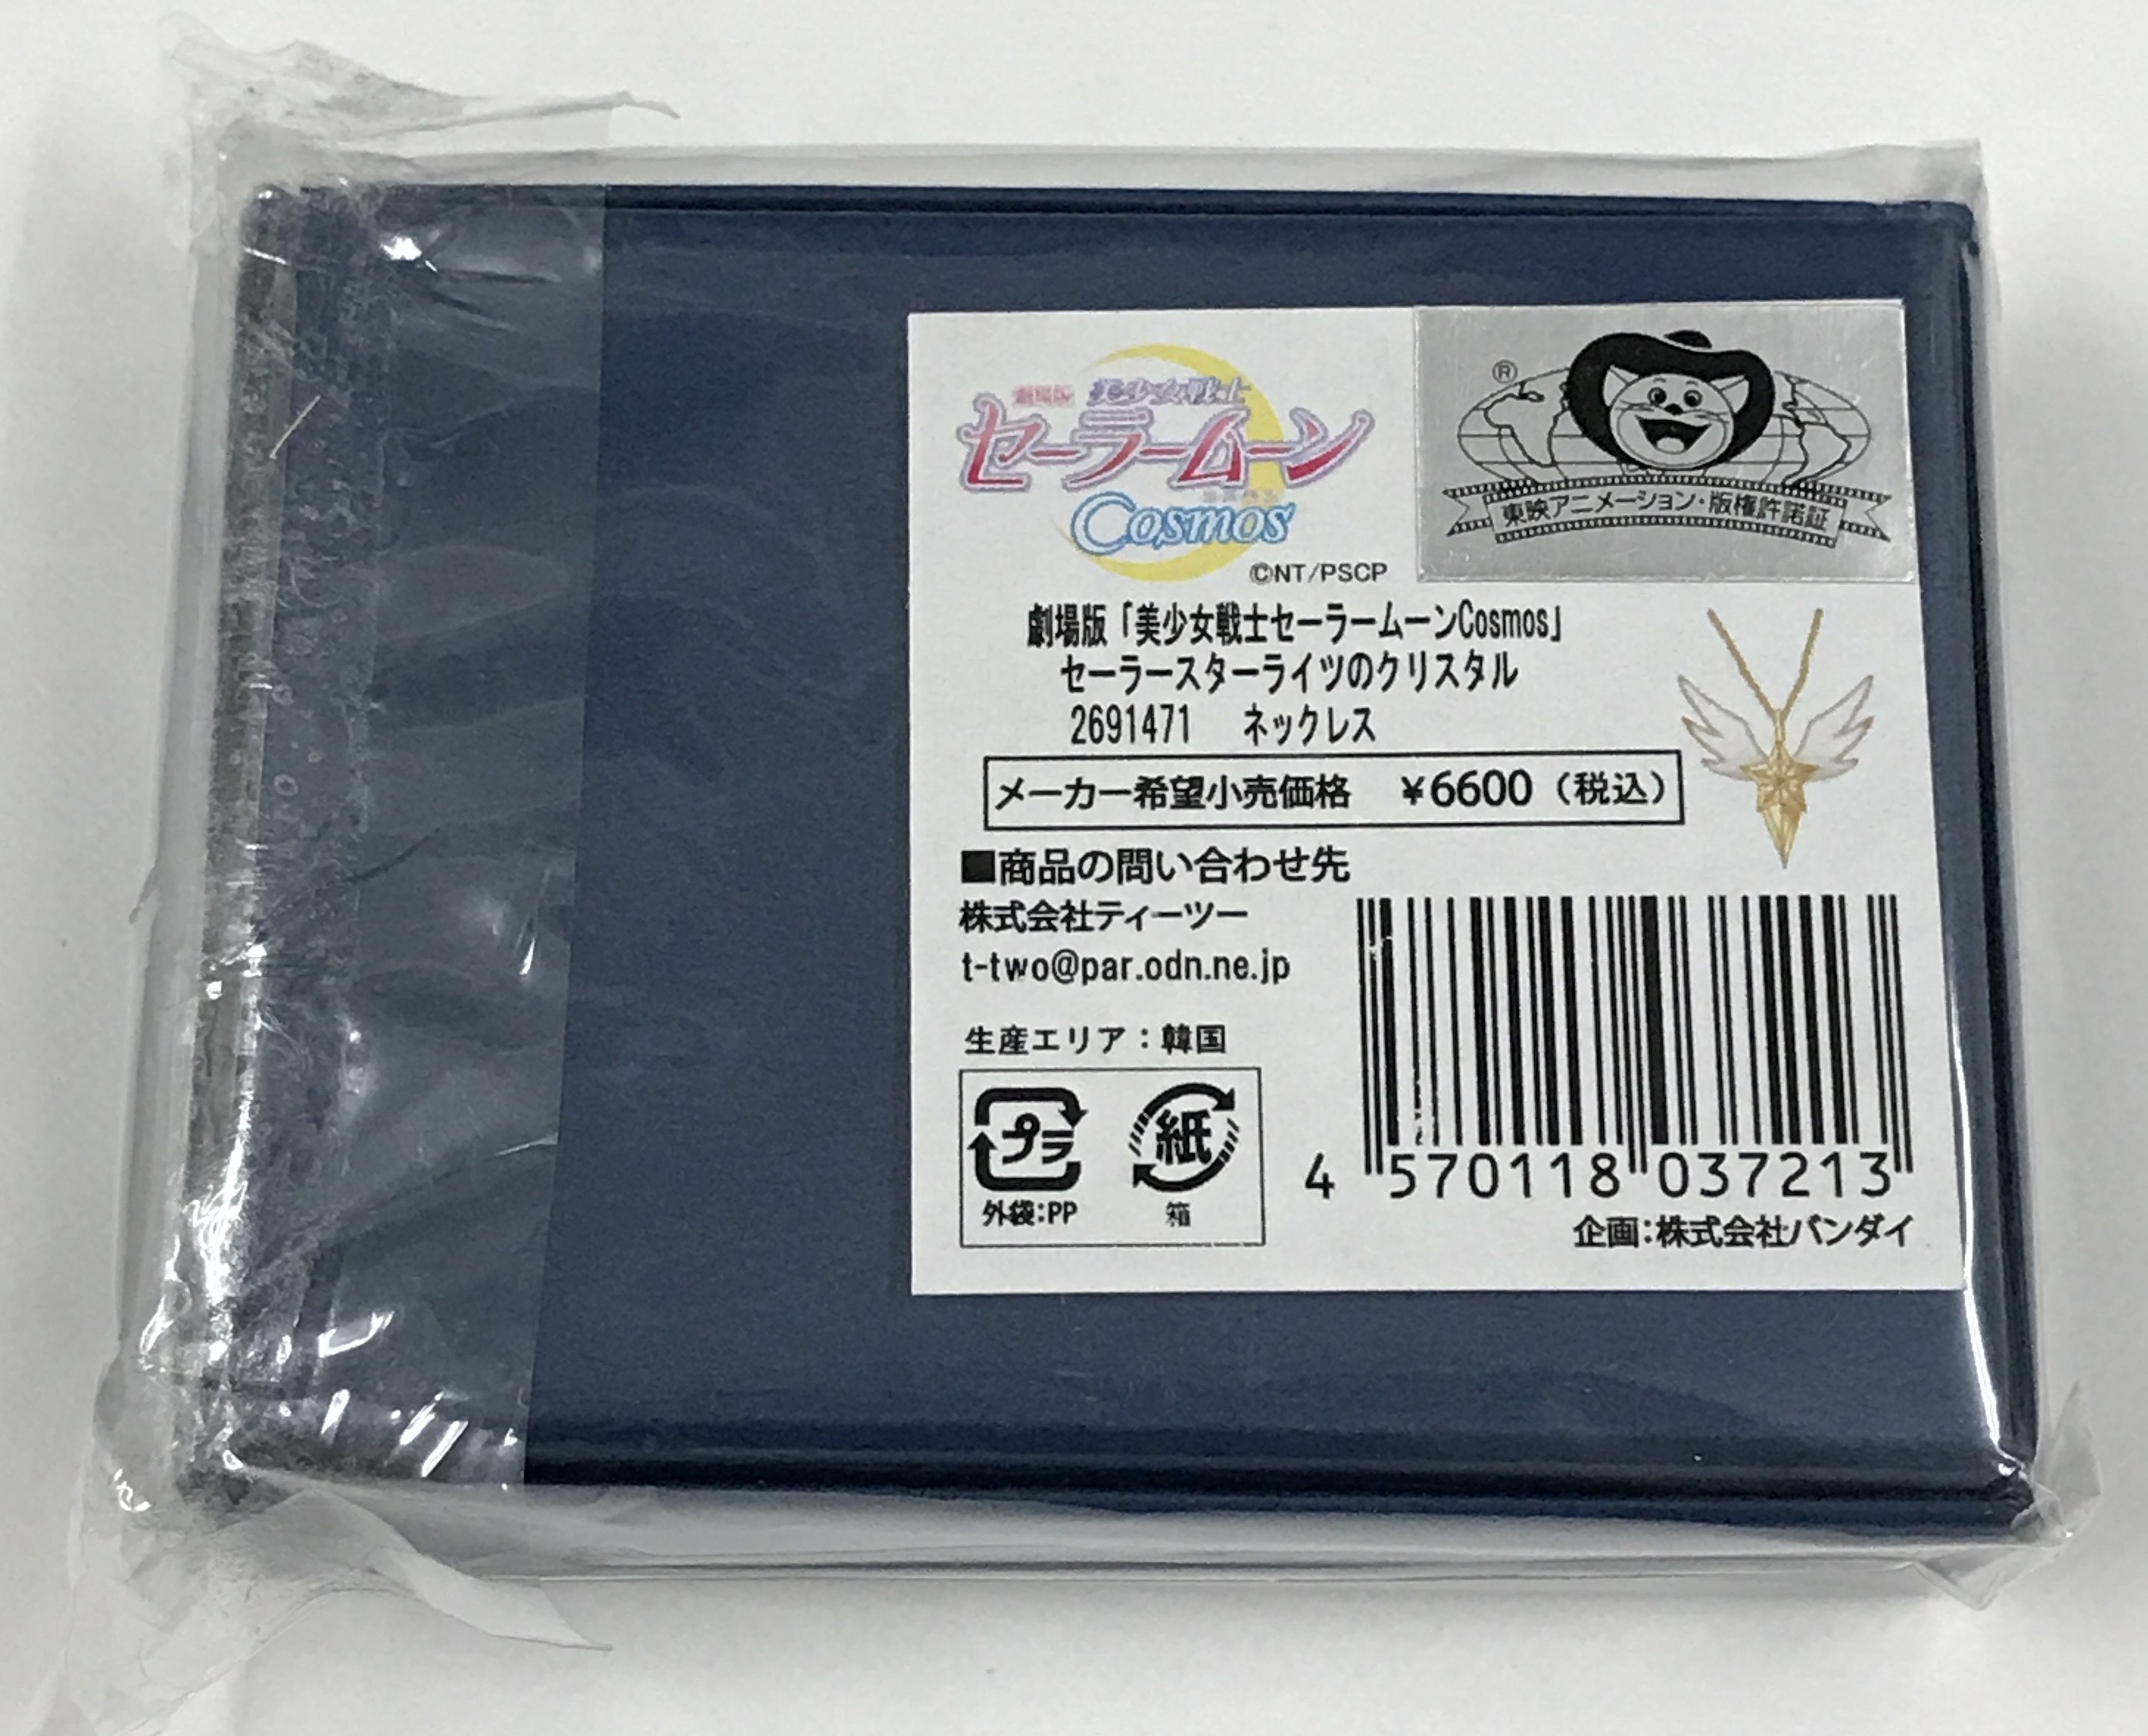 劇場版 美少女戦士
セーラームーン
Cosmos
©NT/PSCP
®
東映アニメーション・版権許諾証
劇場版「美少女戦士セーラームーンCosmos」
セーラースターライツのクリスタル
2691471 ネックレス
メーカー希望小売価格 ¥6600（税込）
■商品の問い合わせ先
株式会社ティーツー
t-two@par.odn.ne.jp
生産エリア：韓国
プラ 紙
外袋:PP 箱
4 570118 037213
企画:株式会社バンダイ